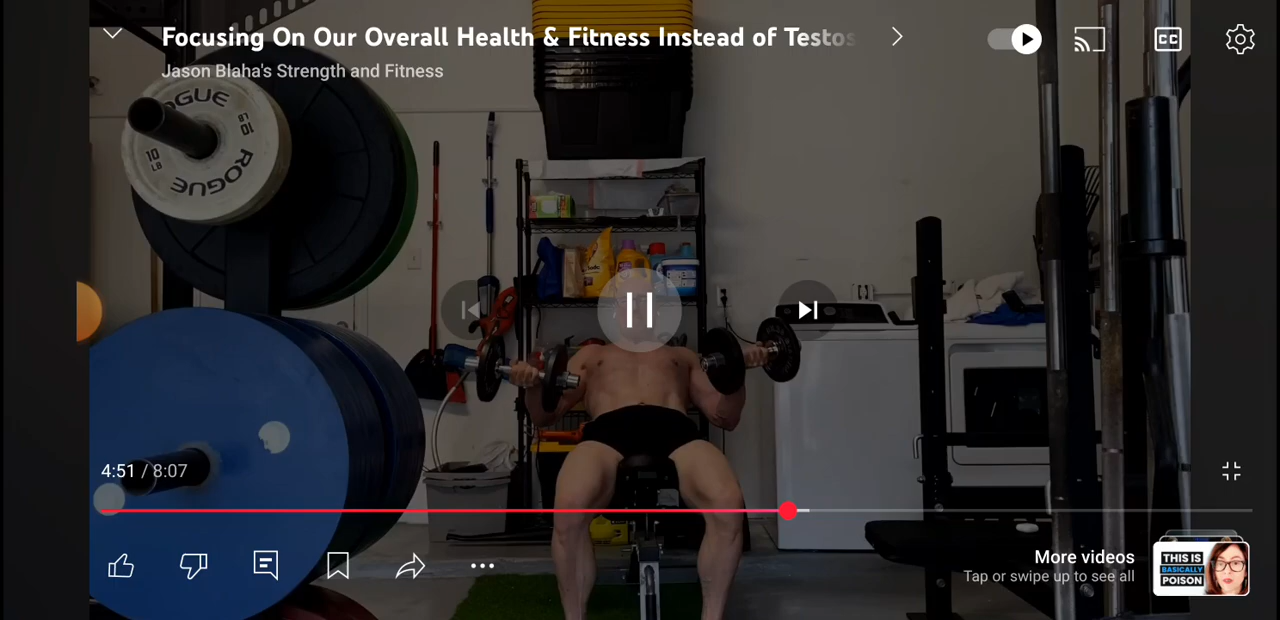 Focusing On Our Overall Health & Fitness Instead of Testos
Jason Blaha's Strength and Fitness
CC
ROGUE
10
LB
ROGUE
4:51 / 8:07
More videos
Tap or swipe up to see all
THIS IS
BASICALLY
POISON